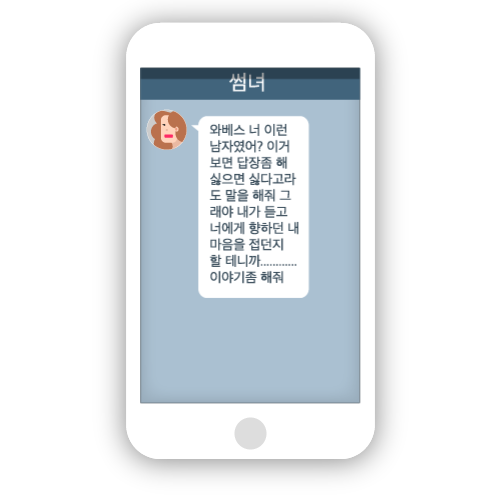 썸녀
와베스 너 이런
남자였어? 이거
보면 답장좀 해
싫으면 싫다고라
도 말을 해줘 그
래야 내가 듣고
너에게 향하던 내
마음을 접던지
할 테니까............
이야기좀 해줘